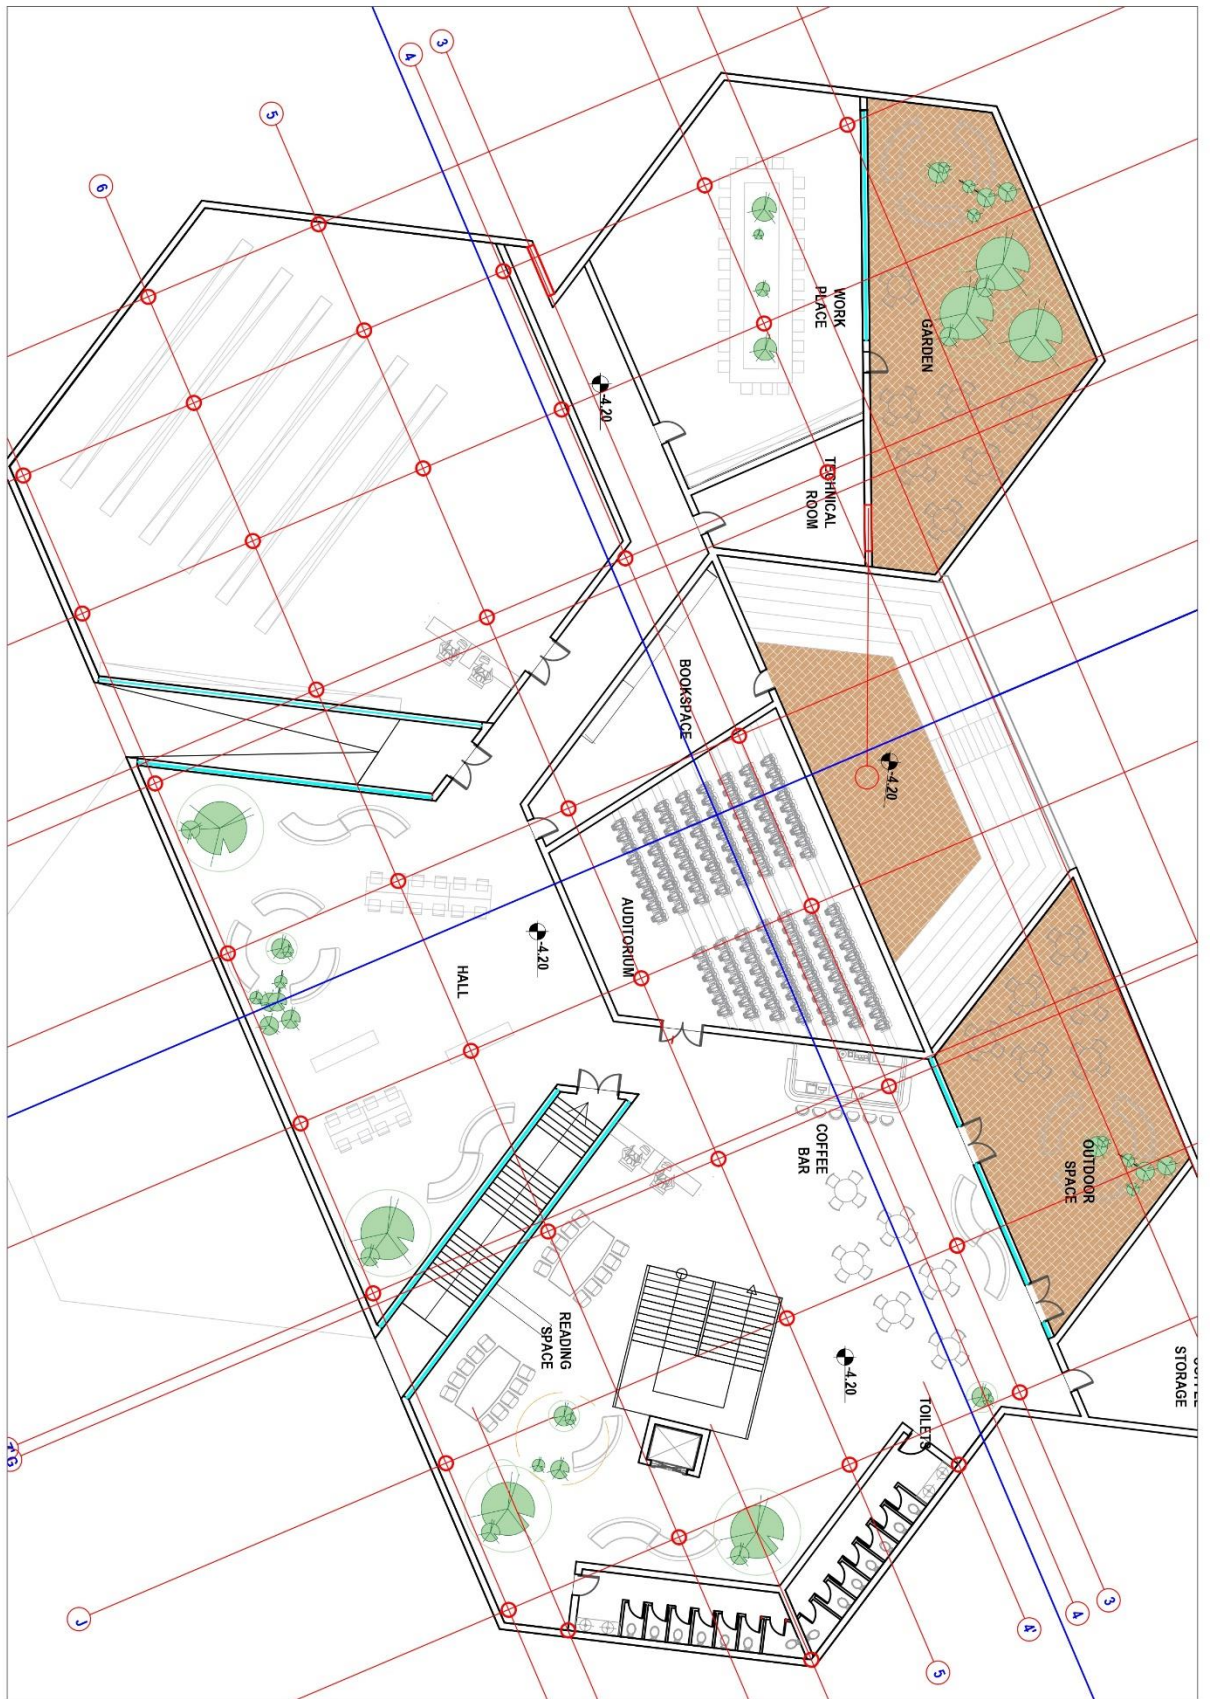 3
4
5
6
WORK
PLACE
GARDEN
-4.20
TECHNICAL
ROOM
BOOKSPACE
-4.20
AUDITORIUM
-4.20
HALL
COFFEE
BAR
OUTDOOR
SPACE
READING
SPACE
-4.20
STORAGE
TOILETS
G
J
3
4
4'
5